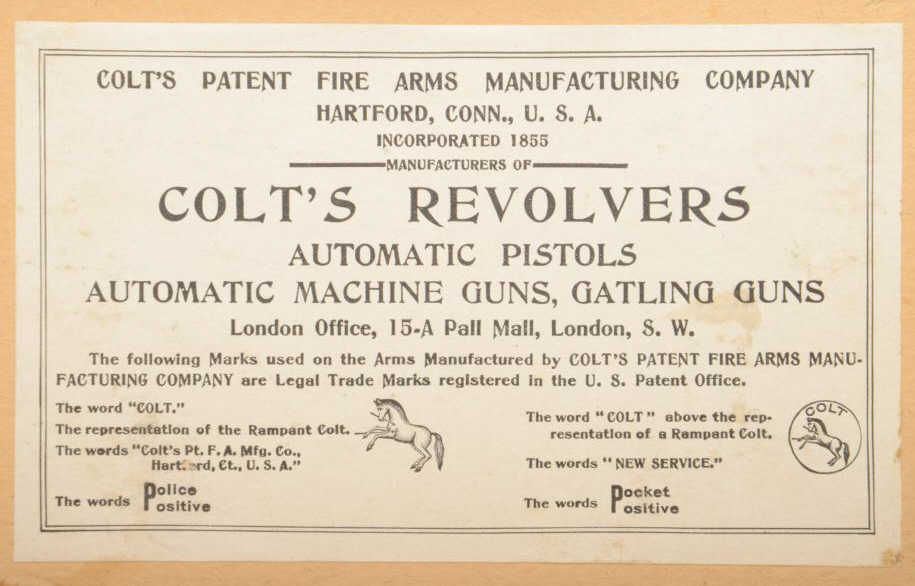 COLT'S PATENT FIRE ARMS MANUFACTURING COMPANY
HARTFORD, CONN., U. S. A.
INCORPORATED 1855
MANUFACTURERS OF
COLT'S REVOLVERS
AUTOMATIC PISTOLS
AUTOMATIC MACHINE GUNS, GATLING GUNS
London Office, 15-A Pall Mall, London, S. W.
The following Marks used on the Arms Manufactured by COLT'S PATENT FIRE ARMS MANU-
FACTURING COMPANY are Legal Trade Marks registered in the U. S. Patent Office.
The word "COLT."
The representation of the Rampant Colt.
The words "Colt's Pt. F. A. Mfg. Co.,
Hartford, Ct., U. S. A."
The words Police
Positive
The word "COLT" above the rep-
resentation of a Rampant Colt.
COLT
The words "NEW SERVICE."
The words Pocket
Positive